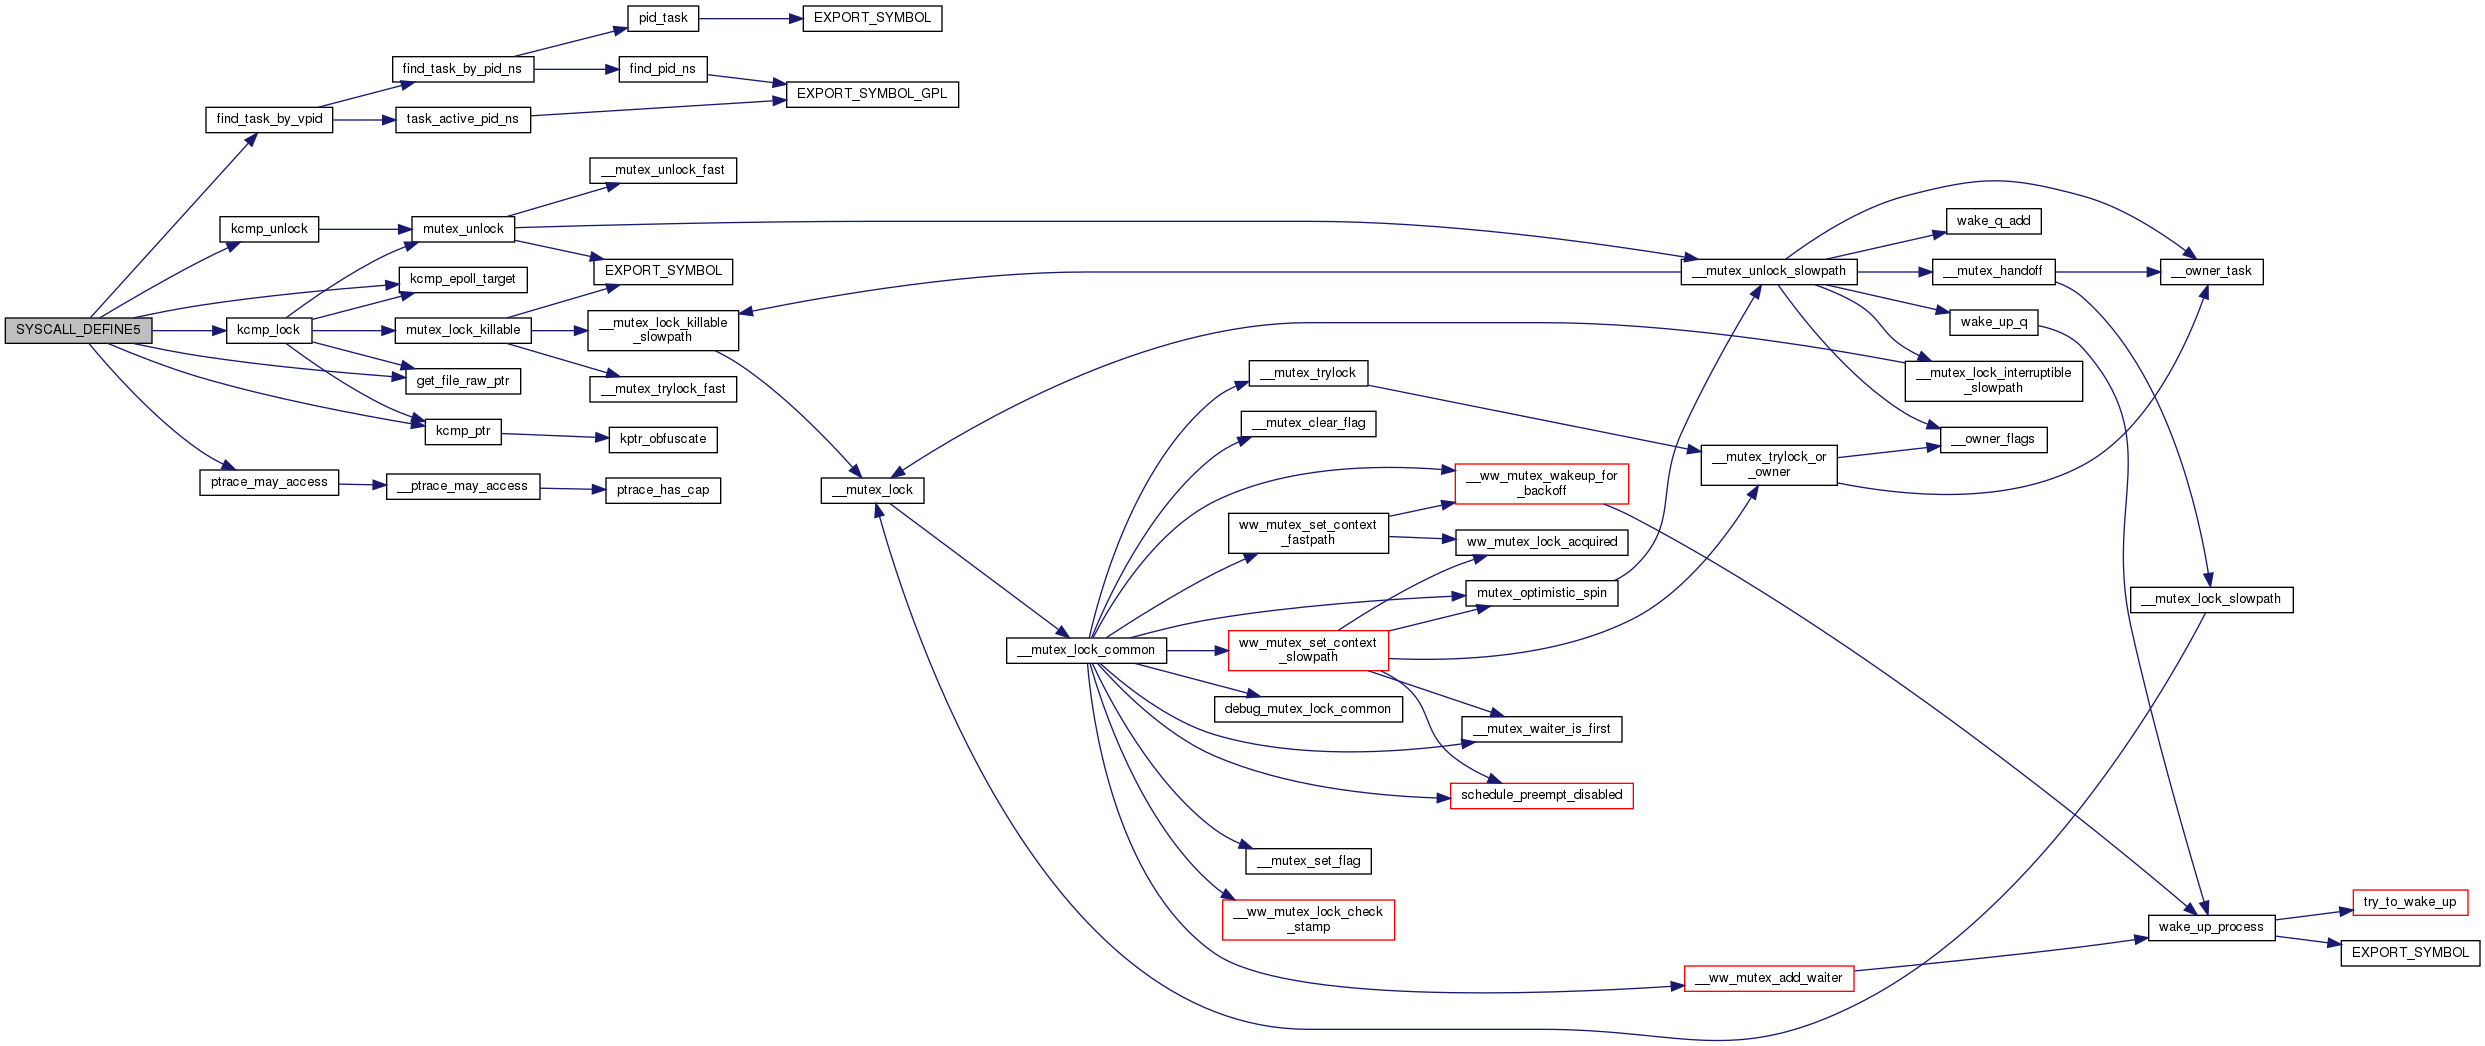 pid_task
EXPORT_SYMBOL
find_task_by_pid_ns
find_pid_ns
EXPORT_SYMBOL_GPL
find_task_by_vpid
task_active_pid_ns
__mutex_unlock_fast
kcmp_unlock
mutex_unlock
wake_q_add
kcmp_epoll_target
EXPORT_SYMBOL
__mutex_unlock_slowpath
__mutex_handoff
__owner_task
SYSCALL_DEFINE5
kcmp_lock
mutex_lock_killable
__mutex_lock_killable
_slowpath
wake_up_q
get_file_raw_ptr
__mutex_trylock_fast
__mutex_trylock
__mutex_lock_interruptible
_slowpath
kcmp_ptr
kptr_obfuscate
__mutex_clear_flag
__owner_flags
ptrace_may_access
__ptrace_may_access
ptrace_has_cap
__mutex_lock
__ww_mutex_wakeup_for
_backoff
__mutex_trylock_or
_owner
ww_mutex_set_context
_fastpath
ww_mutex_lock_acquired
mutex_optimistic_spin
__mutex_lock_slowpath
__mutex_lock_common
ww_mutex_set_context
_slowpath
debug_mutex_lock_common
__mutex_waiter_is_first
schedule_preempt_disabled
__mutex_set_flag
__ww_mutex_lock_check
_stamp
try_to_wake_up
wake_up_process
EXPORT_SYMBOL
__ww_mutex_add_waiter